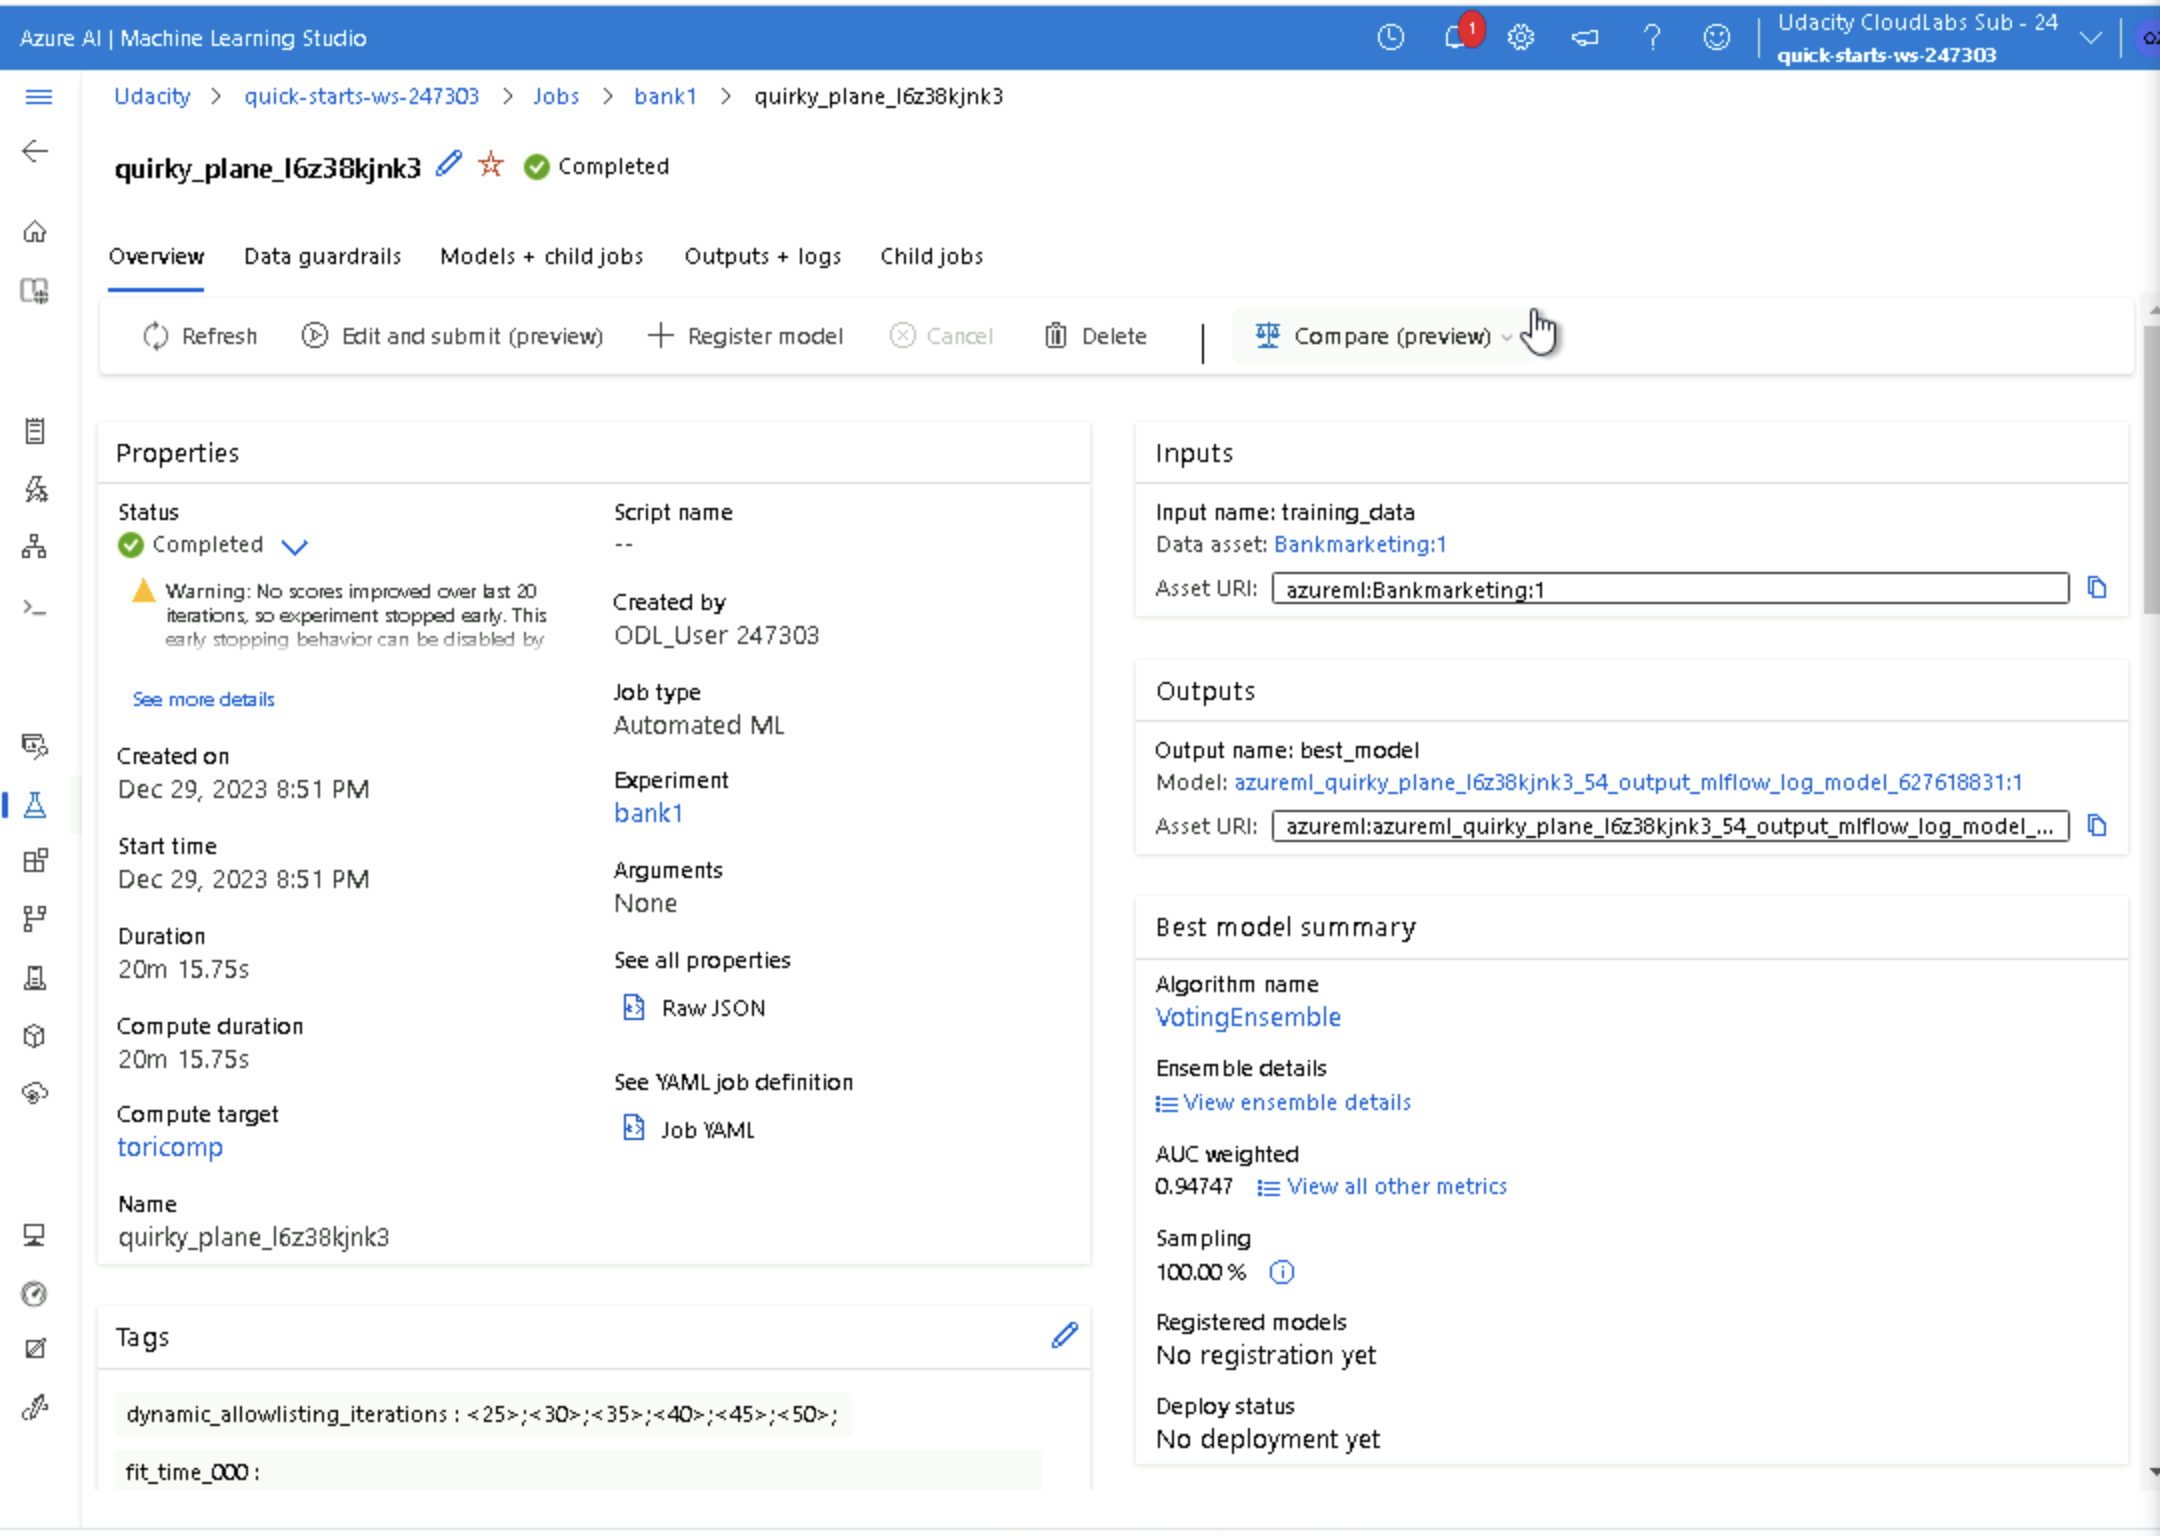 Azure AI | Machine Learning Studio
1
Udacity CloudLabs Sub - 24
quick-starts-ws-247303
Udacity > quick-starts-ws-247303 > Jobs > bank1 > quirky_plane_l6z38kjnk3
quirky_plane_l6z38kjnk3 Completed
Overview Data guardrails Models + child jobs Outputs + logs Child jobs
Refresh Edit and submit (preview) Register model Cancel Delete Compare (preview)
Properties
Status
Completed
Warning: No scores improved over last 20
iterations, so experiment stopped early. This
early stopping behavior can be disabled by
See more details
Created on
Dec 29, 2023 8:51 PM
Start time
Dec 29, 2023 8:51 PM
Duration
20m 15.75s
Compute duration
20m 15.75s
Compute target
toricomp
Name
quirky_plane_l6z38kjnk3
Script name
--
Created by
ODL_User 247303
Job type
Automated ML
Experiment
bank1
Arguments
None
See all properties
Raw JSON
See YAML job definition
Job YAML
Tags
dynamic_allowlisting_iterations : <25>;<30>;<35>;<40>;<45>;<50>;
fit_time_000 :
Inputs
Input name: training_data
Data asset: Bankmarketing:1
Asset URI: azureml:Bankmarketing:1
Outputs
Output name: best_model
Model: azureml_quirky_plane_l6z38kjnk3_54_output_mlflow_log_model_627618831:1
Asset URI: azureml:azureml_quirky_plane_l6z38kjnk3_54_output_mlflow_log_model_...
Best model summary
Algorithm name
VotingEnsemble
Ensemble details
View ensemble details
AUC weighted
0.94747 View all other metrics
Sampling
100.00 %
Registered models
No registration yet
Deploy status
No deployment yet